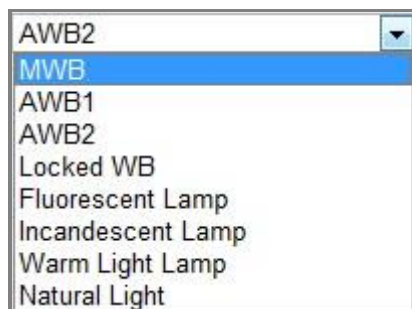 AWB2
MWB
AWB1
AWB2
Locked WB
Fluorescent Lamp
Incandescent Lamp
Warm Light Lamp
Natural Light